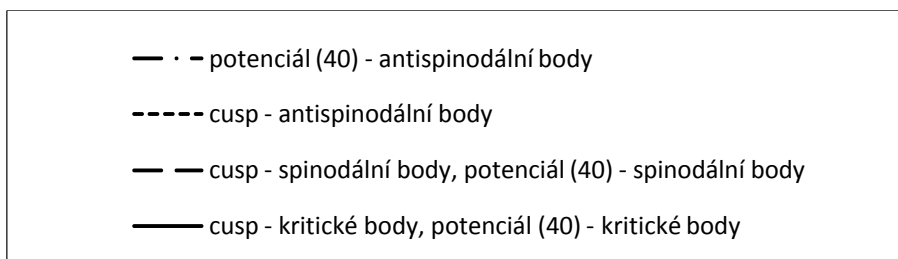 potenciál (40) - antispinodální body
cusp - antispinodální body
cusp - spinodální body, potenciál (40) - spinodální body
cusp - kritické body, potenciál (40) - kritické body